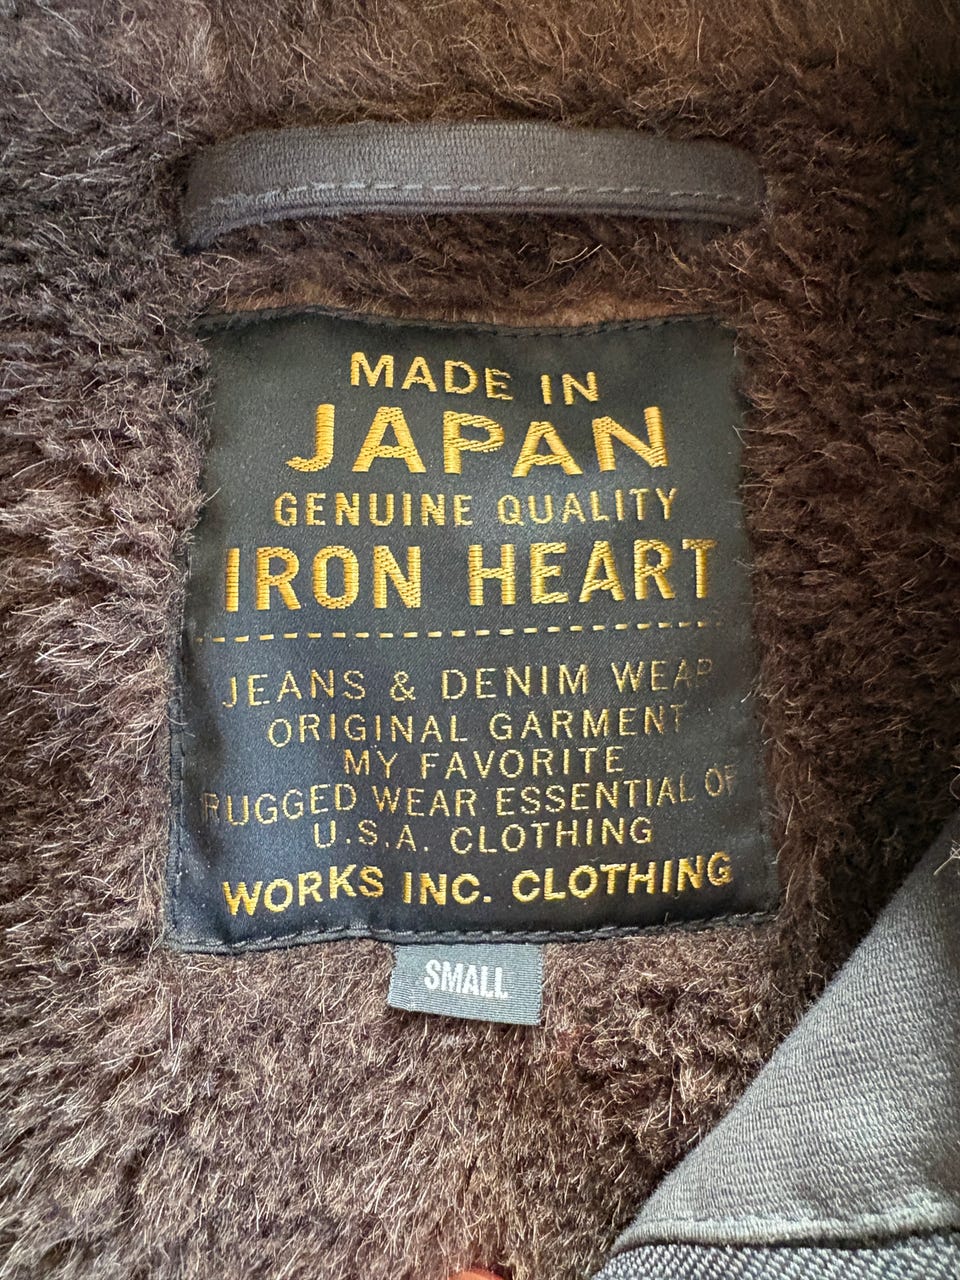 MADE IN
JAPAN
GENUINE QUALITY
IRON HEART
JEANS & DENIM WEAR
ORIGINAL GARMENT
MY FAVORITE
RUGGED WEAR ESSENTIAL OF
U.S.A. CLOTHING
WORKS INC. CLOTHING
SMALL